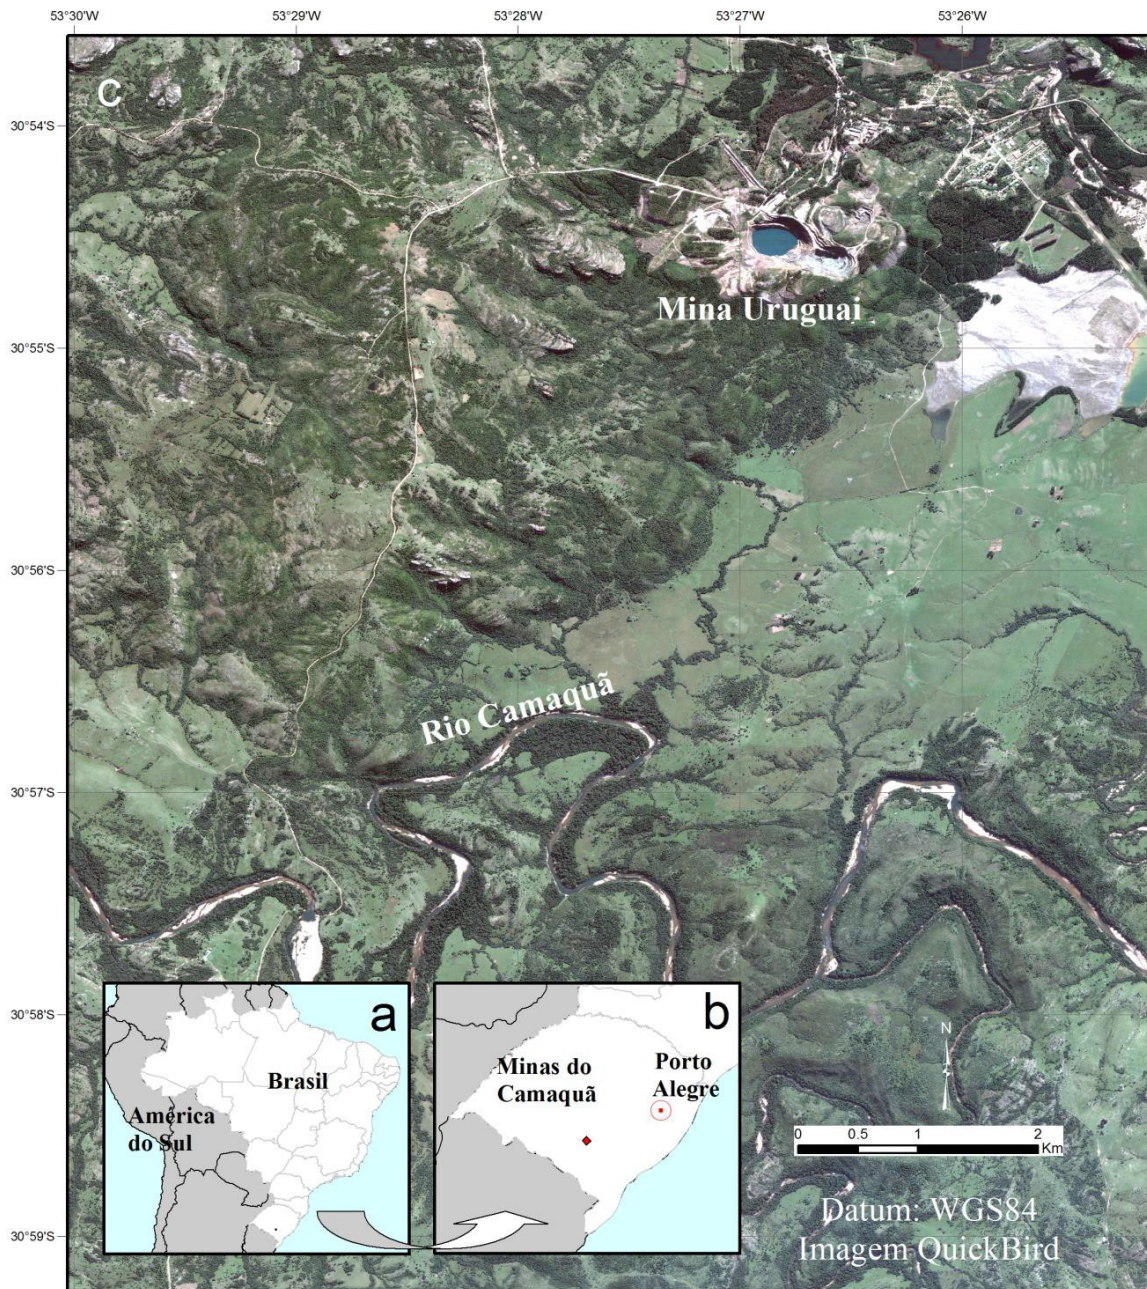 53°30'W 53°29'W 53°28'W 53°27'W 53°26'W
c
30°54'S
Mina Uruguai
30°55'S
30°56'S
Rio Camaquã
30°57'S
30°58'S
a
Brasil
América
do Sul
b
Minas do
Camaquã
Porto
Alegre
N
0 0.5 1 2
Km
Datum: WGS84
Imagem QuickBird
30°59'S